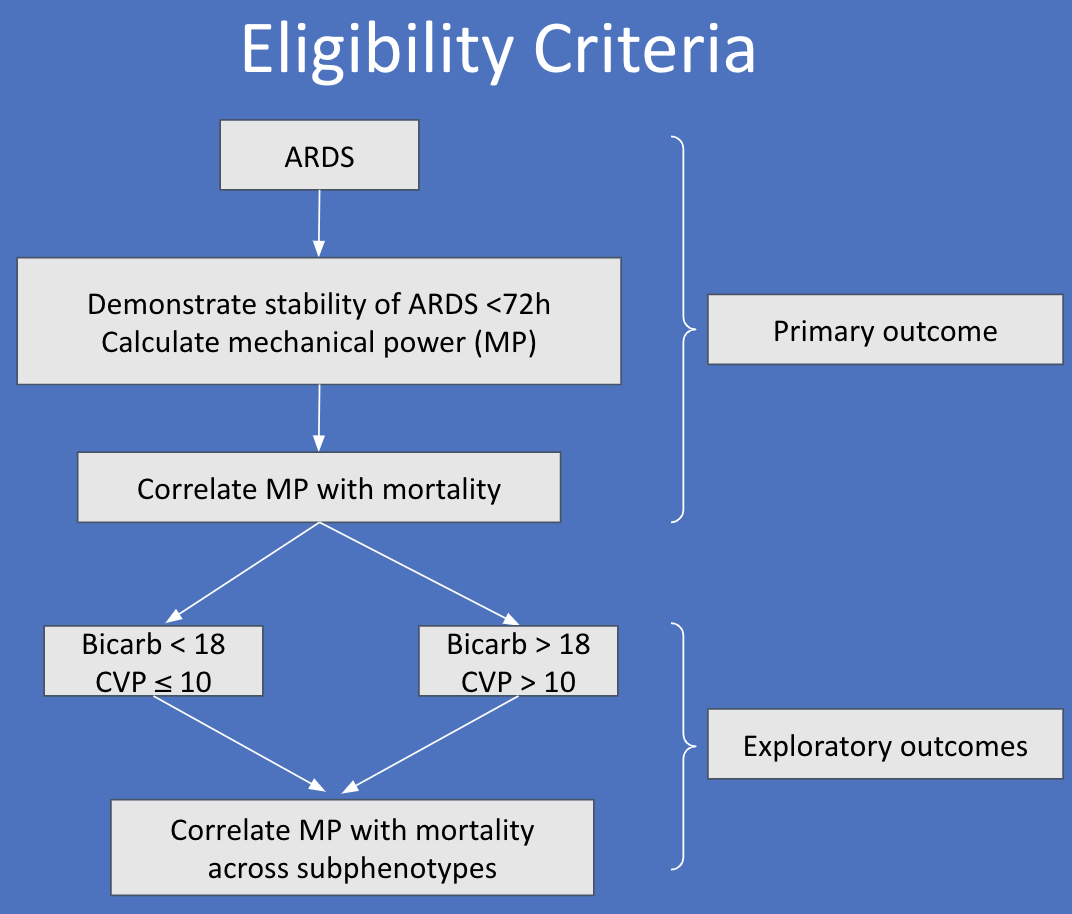 Eligibility Criteria
ARDS
Demonstrate stability of ARDS <72h
Calculate mechanical power (MP)
Primary outcome
Correlate MP with mortality
Bicarb < 18
CVP ≤ 10
Bicarb > 18
CVP > 10
Exploratory outcomes
Correlate MP with mortality
across subphenotypes